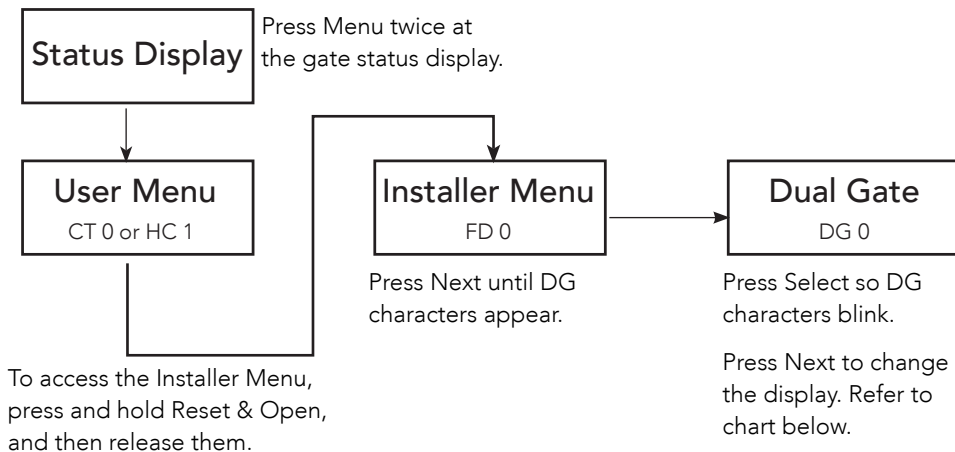 Status Display
Press Menu twice at
the gate status display.
User Menu
CT 0 or HC 1
To access the Installer Menu,
press and hold Reset & Open,
and then release them.
Installer Menu
FD 0
Press Next until DG
characters appear.
Dual Gate
DG 0
Press Select so DG
characters blink.
Press Next to change
the display. Refer to
chart below.